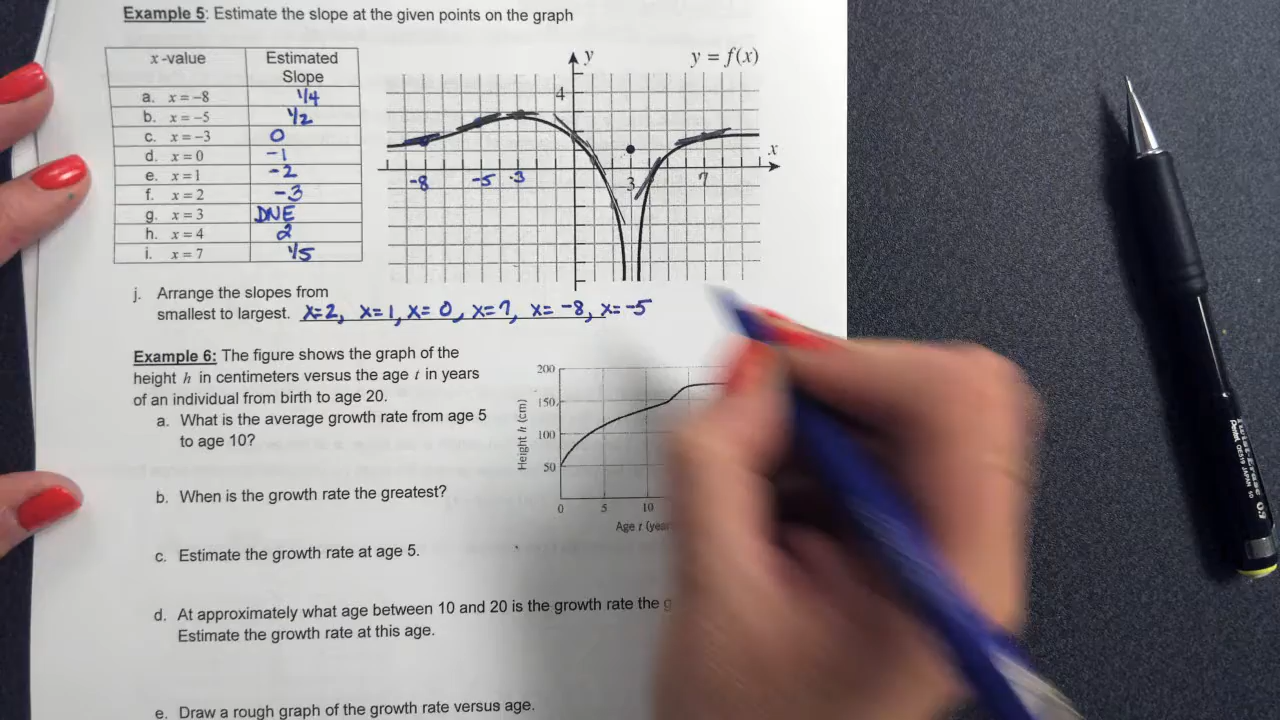 Example 5: Estimate the slope at the given points on the graph
x-value Estimated Slope
a. x = −8 1/4
b. x = −5 1/2
c. x = −3 0
d. x = 0 −1
e. x = 1 −2
f. x = 2 −3
g. x = 3 DNE
h. x = 4 2
i. x = 7 1/5
y
y = f(x)
4
x
-8 -5 -3 3 7
j. Arrange the slopes from
smallest to largest. x=2, x=1, x=0, x=7, x=-8, x=-5
Example 6: The figure shows the graph of the
height h in centimeters versus the age t in years
of an individual from birth to age 20.
a. What is the average growth rate from age 5
to age 10?
b. When is the growth rate the greatest?
c. Estimate the growth rate at age 5.
d. At approximately what age between 10 and 20 is the growth rate the
Estimate the growth rate at this age.
e. Draw a rough graph of the growth rate versus age.
200
150
100
50
Height h (cm)
0 5 10
Age t (year
Pentel QE519 JAPAN
0.9